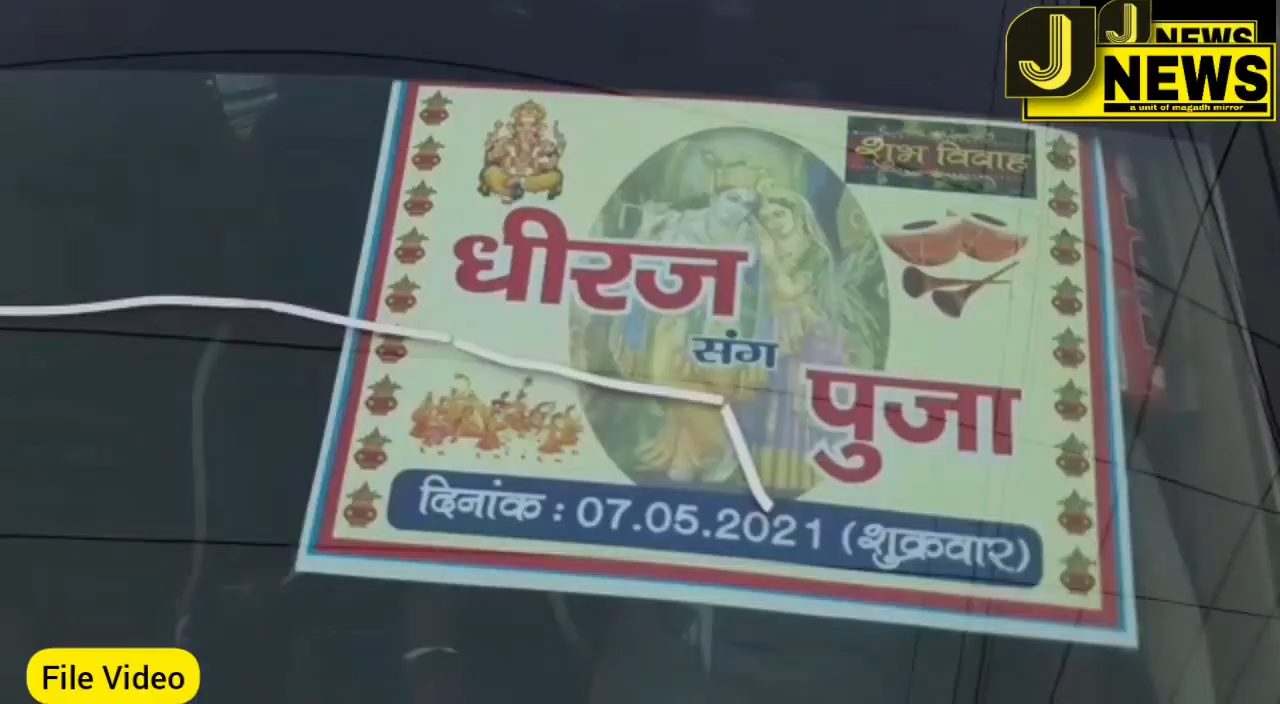 J NEWS
J NEWS
a unit of magadh mirror
शुभ विवाह
धीरज
संग
पुजा
दिनांक : 07.05.2021 (शुक्रवार)
File Video